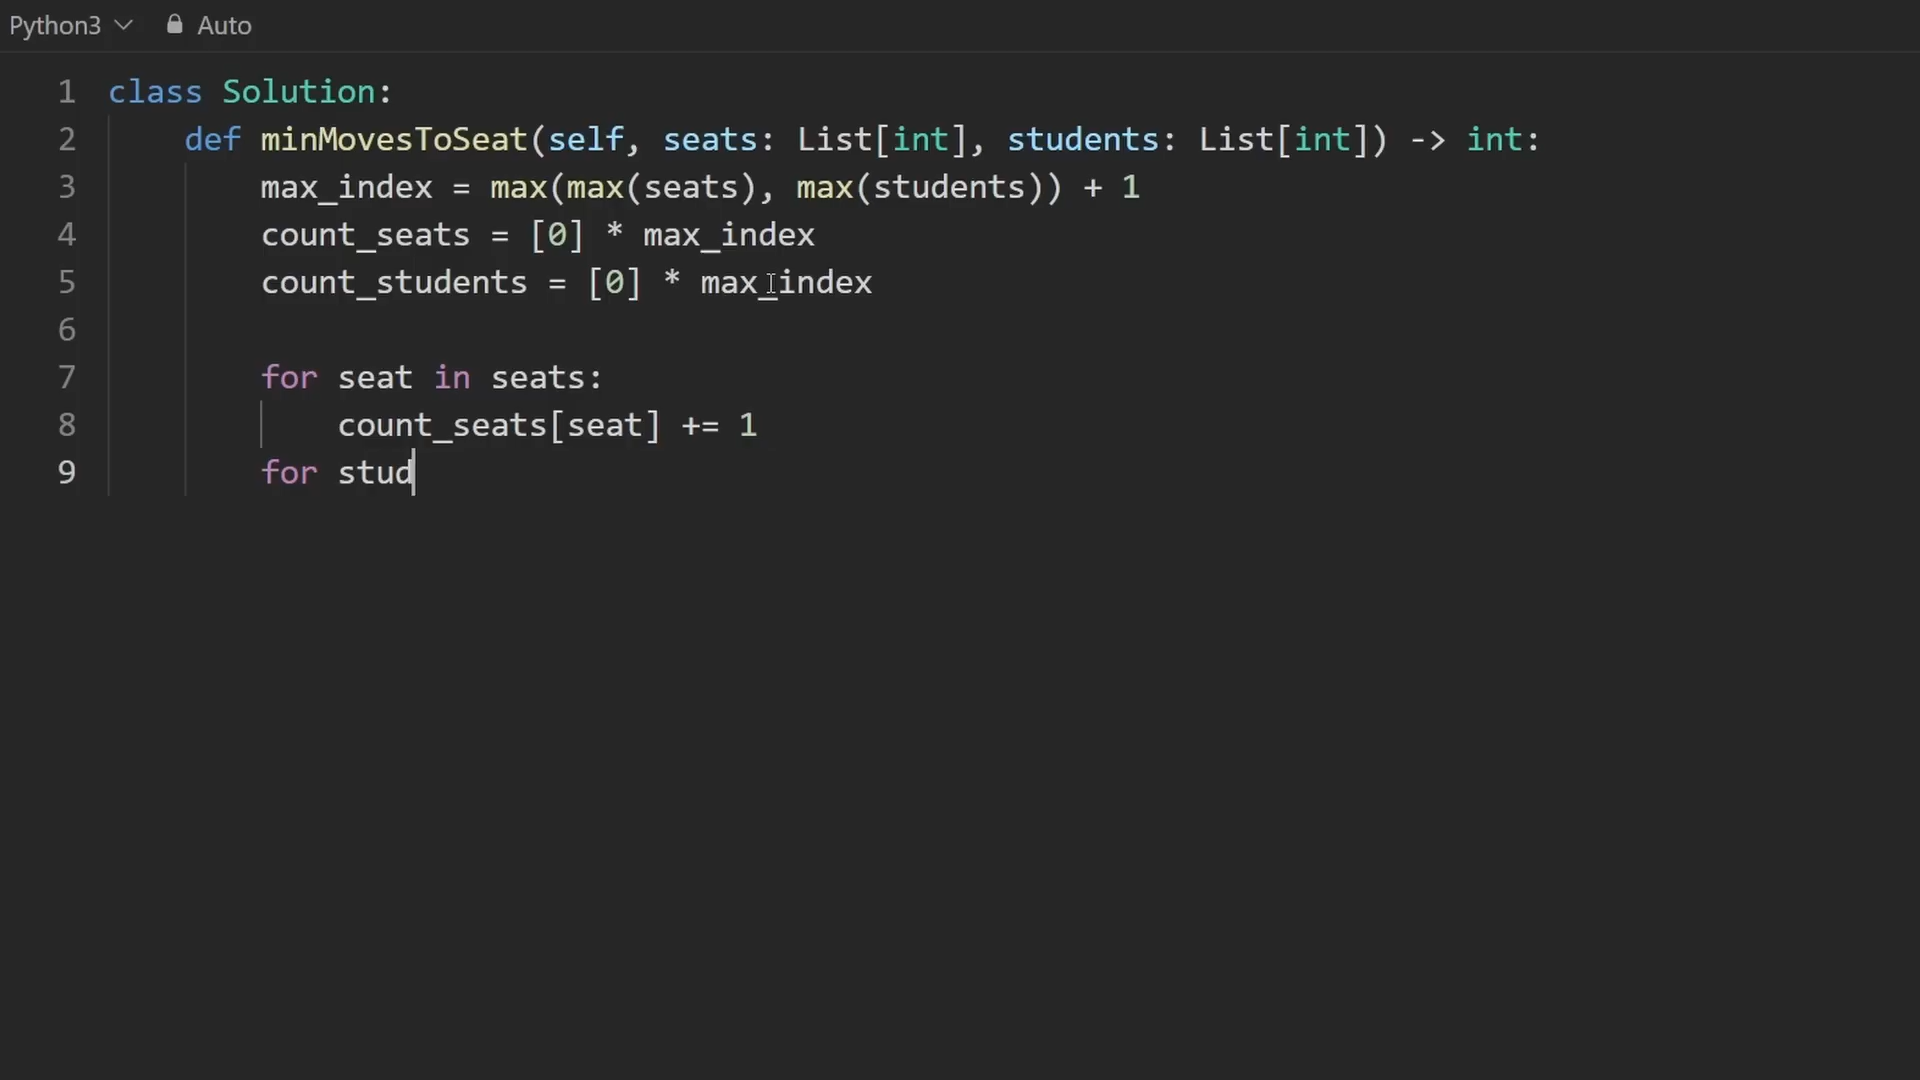 Python3 Auto
1 class Solution:
2 def minMovesToSeat(self, seats: List[int], students: List[int]) -> int:
3 max_index = max(max(seats), max(students)) + 1
4 count_seats = [0] * max_index
5 count_students = [0] * max_index
6
7 for seat in seats:
8 count_seats[seat] += 1
9 for stud